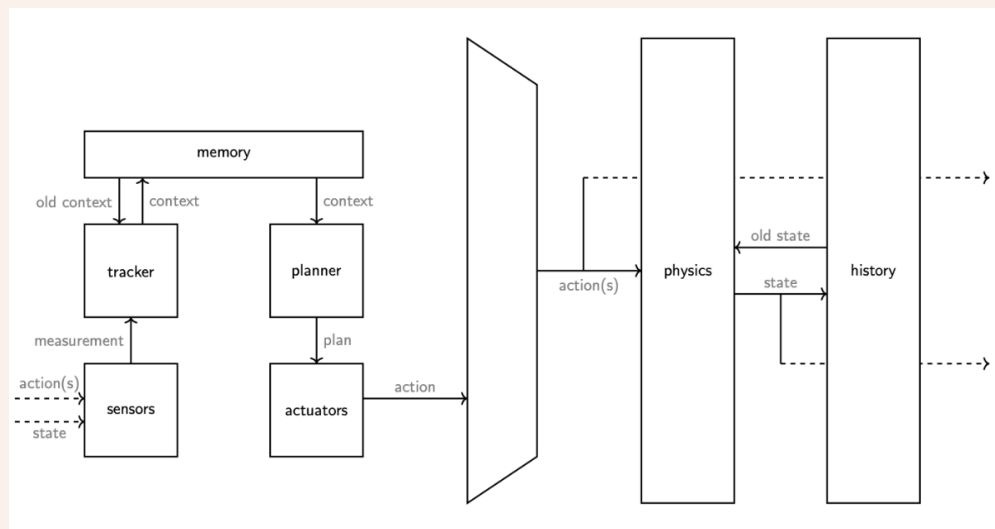 memory
old context
context
context
tracker
planner
measurement
plan
action(s)
state
sensors
actuators
action
action(s)
physics
old state
state
history